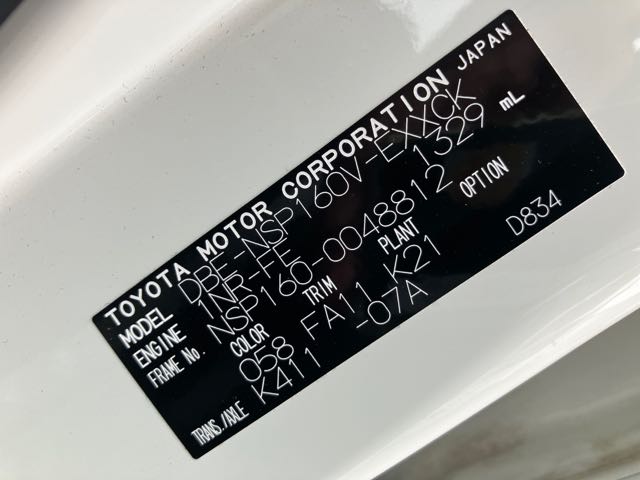 TOYOTA MOTOR CORPORATION JAPAN
MODEL DBE-NSP160V-EXXCK
ENGINE 1NR-FE 1329 mL
FRAME No. NSP160-0048812
COLOR TRIM PLANT OPTION
058 FA11 K21
TRANS./AXLE K411 -07A D834